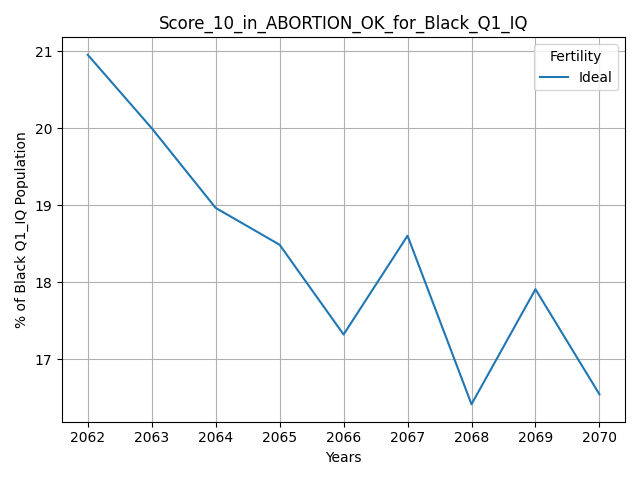 Score_10_in_ABORTION_OK_for_Black_Q1_IQ
Fertility
Ideal
% of Black Q1_IQ Population
21
20
19
18
17
2062 2063 2064 2065 2066 2067 2068 2069 2070
Years